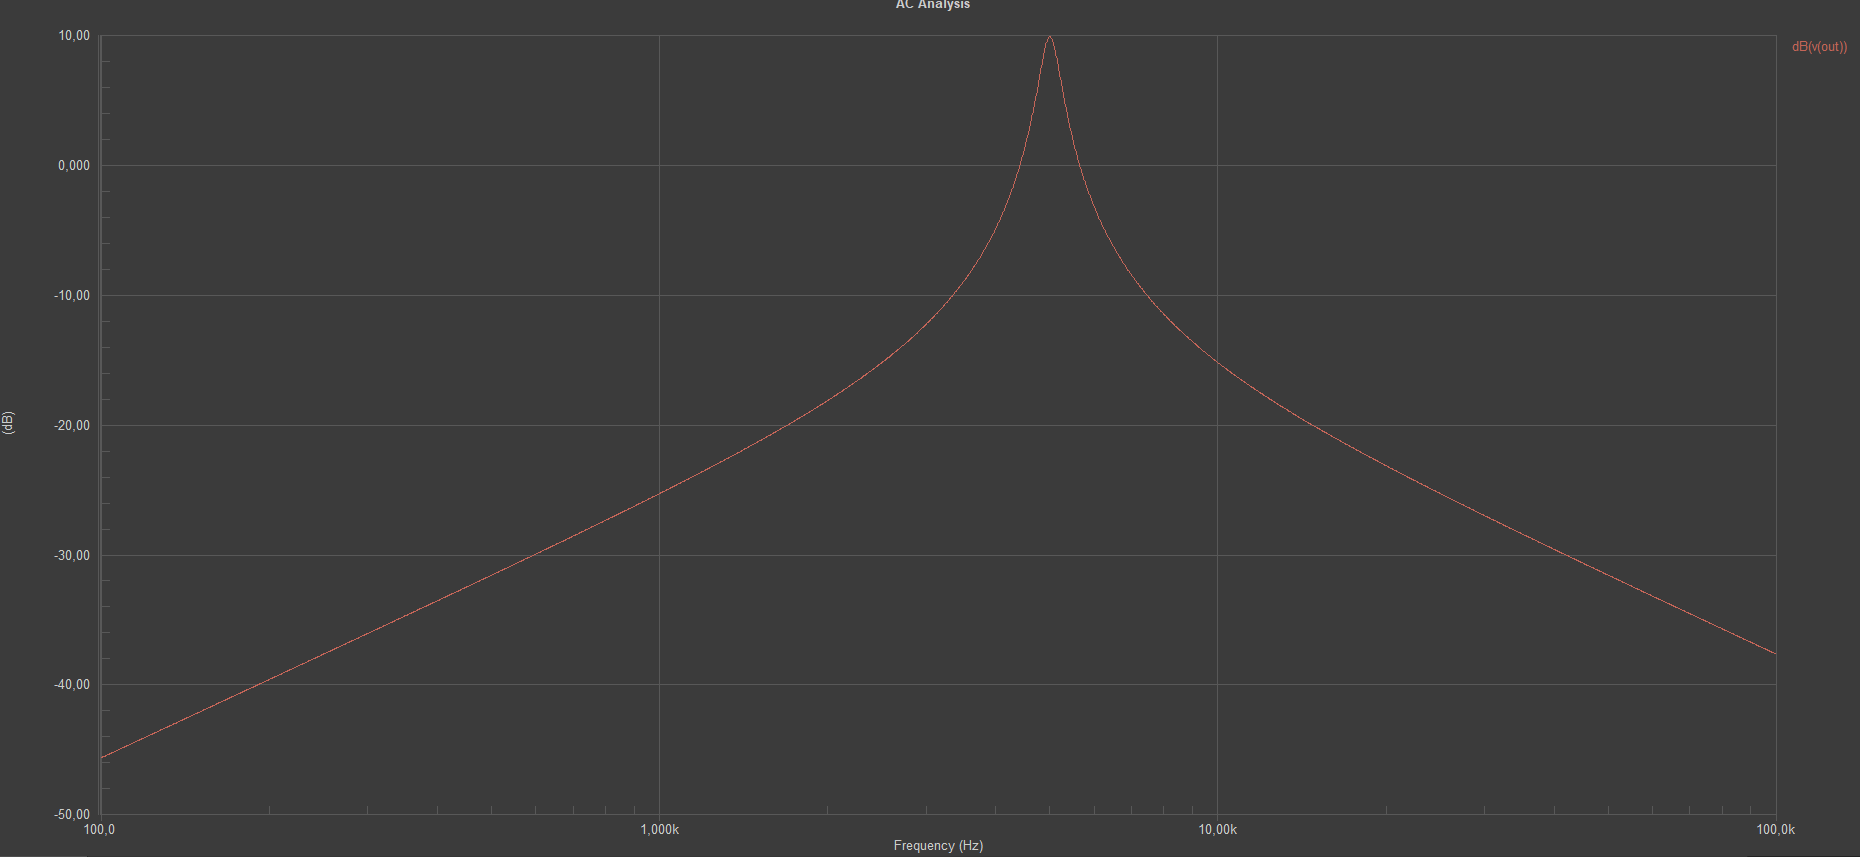 AC Analysis
dB(v(out))
10,00
0,000
-10,00
-20,00
-30,00
-40,00
-50,00
(dB)
100,0
1,000k
10,00k
100,0k
Frequency (Hz)